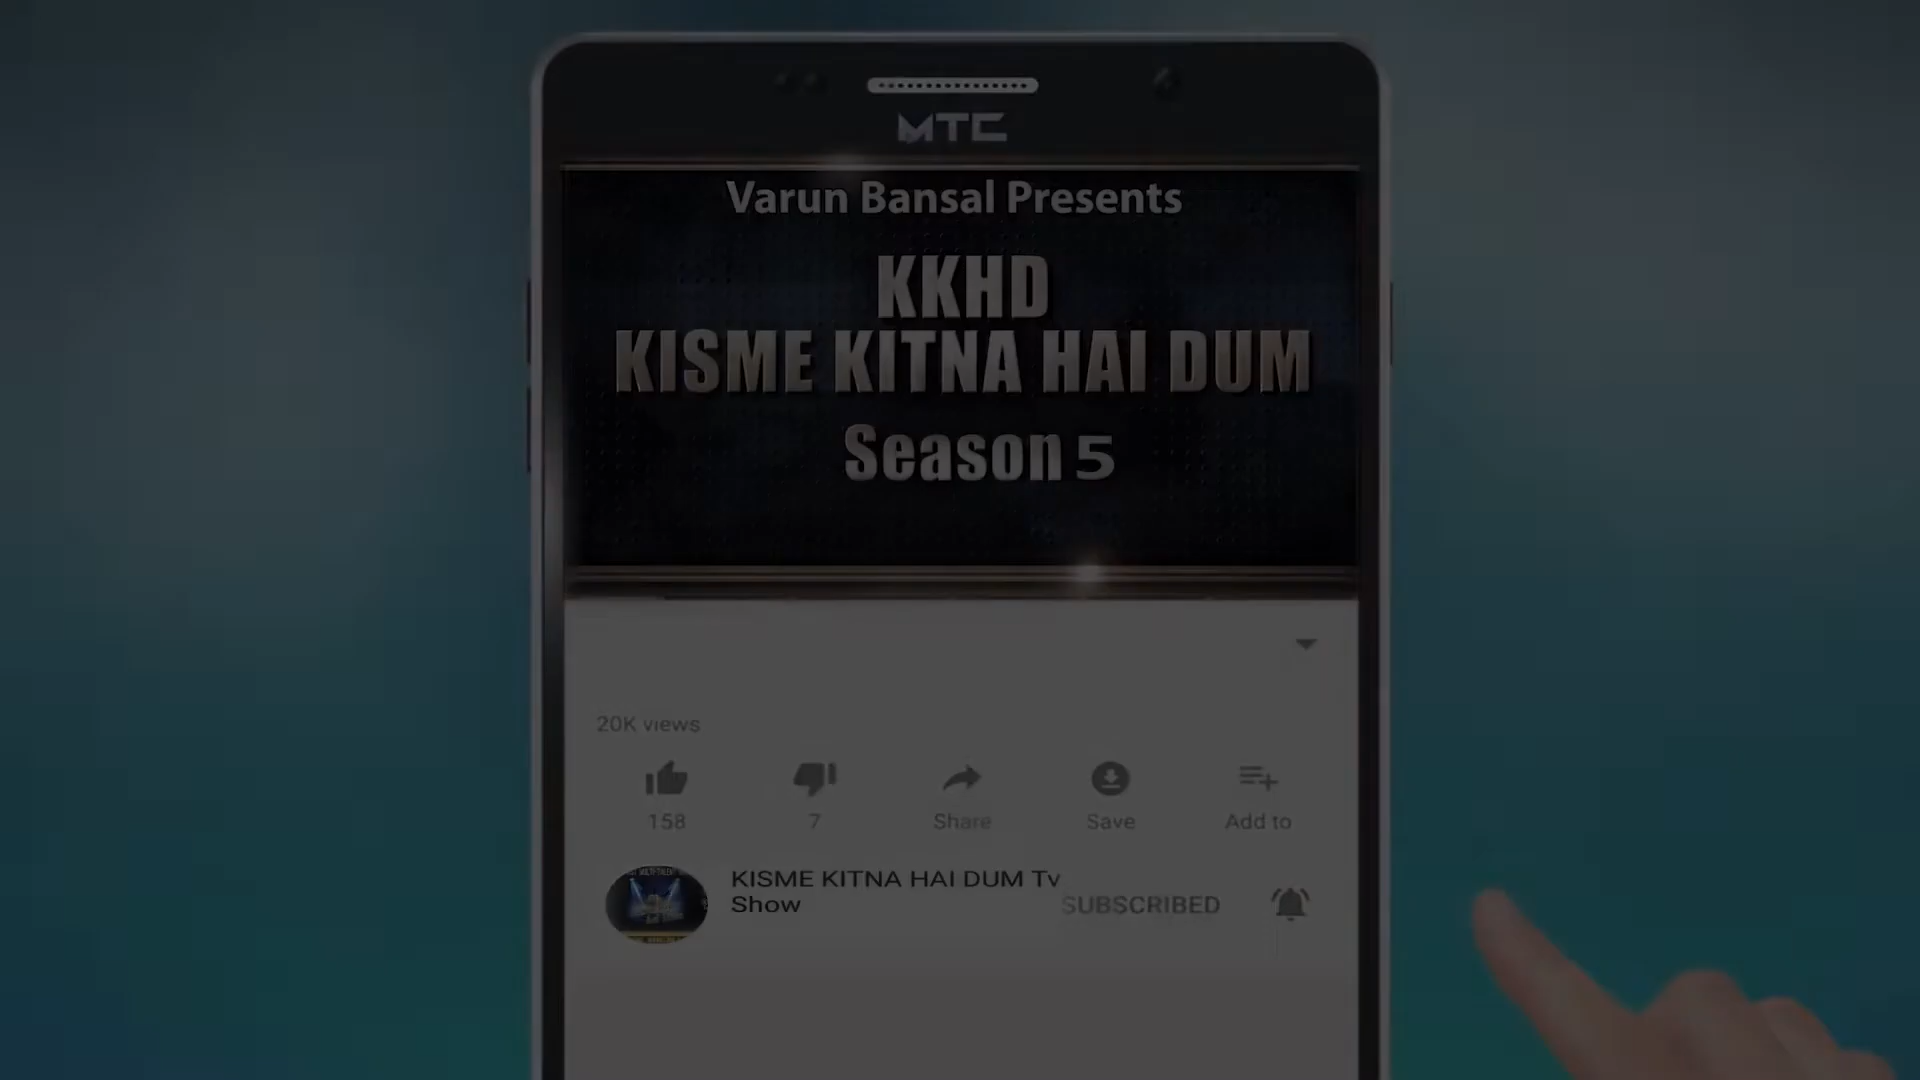 MTC
Varun Bansal Presents
KKHD
KISME KITNA HAI DUM
Season 5
20K views
158
7
Share
Save
Add to
KISME KITNA HAI DUM Tv
Show
SUBSCRIBED